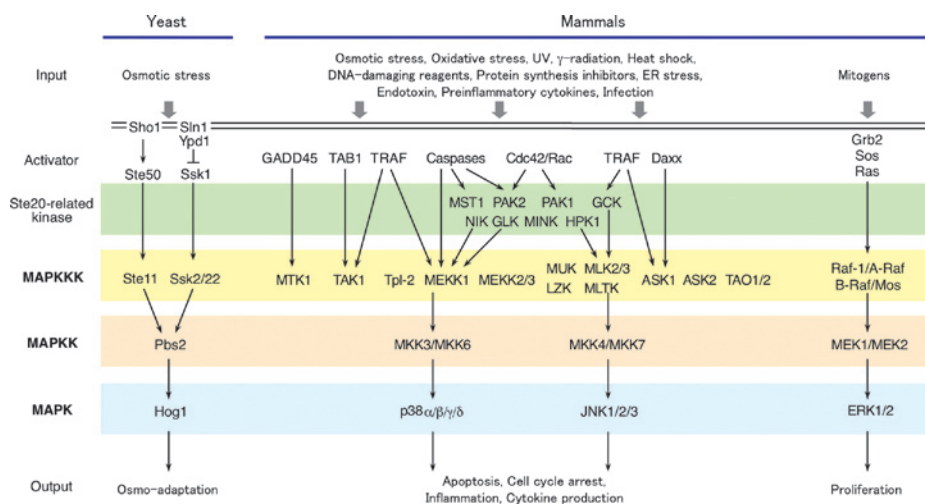 Yeast
Mammals
Input
Osmotic stress
Osmotic stress, Oxidative stress, UV, γ-radiation, Heat shock,
DNA-damaging reagents, Protein synthesis inhibitors, ER stress,
Endotoxin, Preinflammatory cytokines, Infection
Mitogens
Sho1 Sln1
Ypd1
Grb2
Sos
Ras
Activator
Ste50 Ssk1
GADD45 TAB1 TRAF Caspases Cdc42/Rac TRAF Daxx
Ste20-related
kinase
MST1 PAK2 PAK1 GCK
NIK GLK MINK HPK1
MAPKKK
Ste11 Ssk2/22 MTK1 TAK1 Tpl-2 MEKK1 MEKK2/3
MUK MLK2/3
LZK MLTK
ASK1 ASK2 TAO1/2
Raf-1/A-Raf
B-Raf/Mos
MAPKK
Pbs2 MKK3/MKK6 MKK4/MKK7 MEK1/MEK2
MAPK
Hog1 p38α/β/γ/δ JNK1/2/3 ERK1/2
Output
Osmo-adaptation
Apoptosis, Cell cycle arrest,
Inflammation, Cytokine production
Proliferation